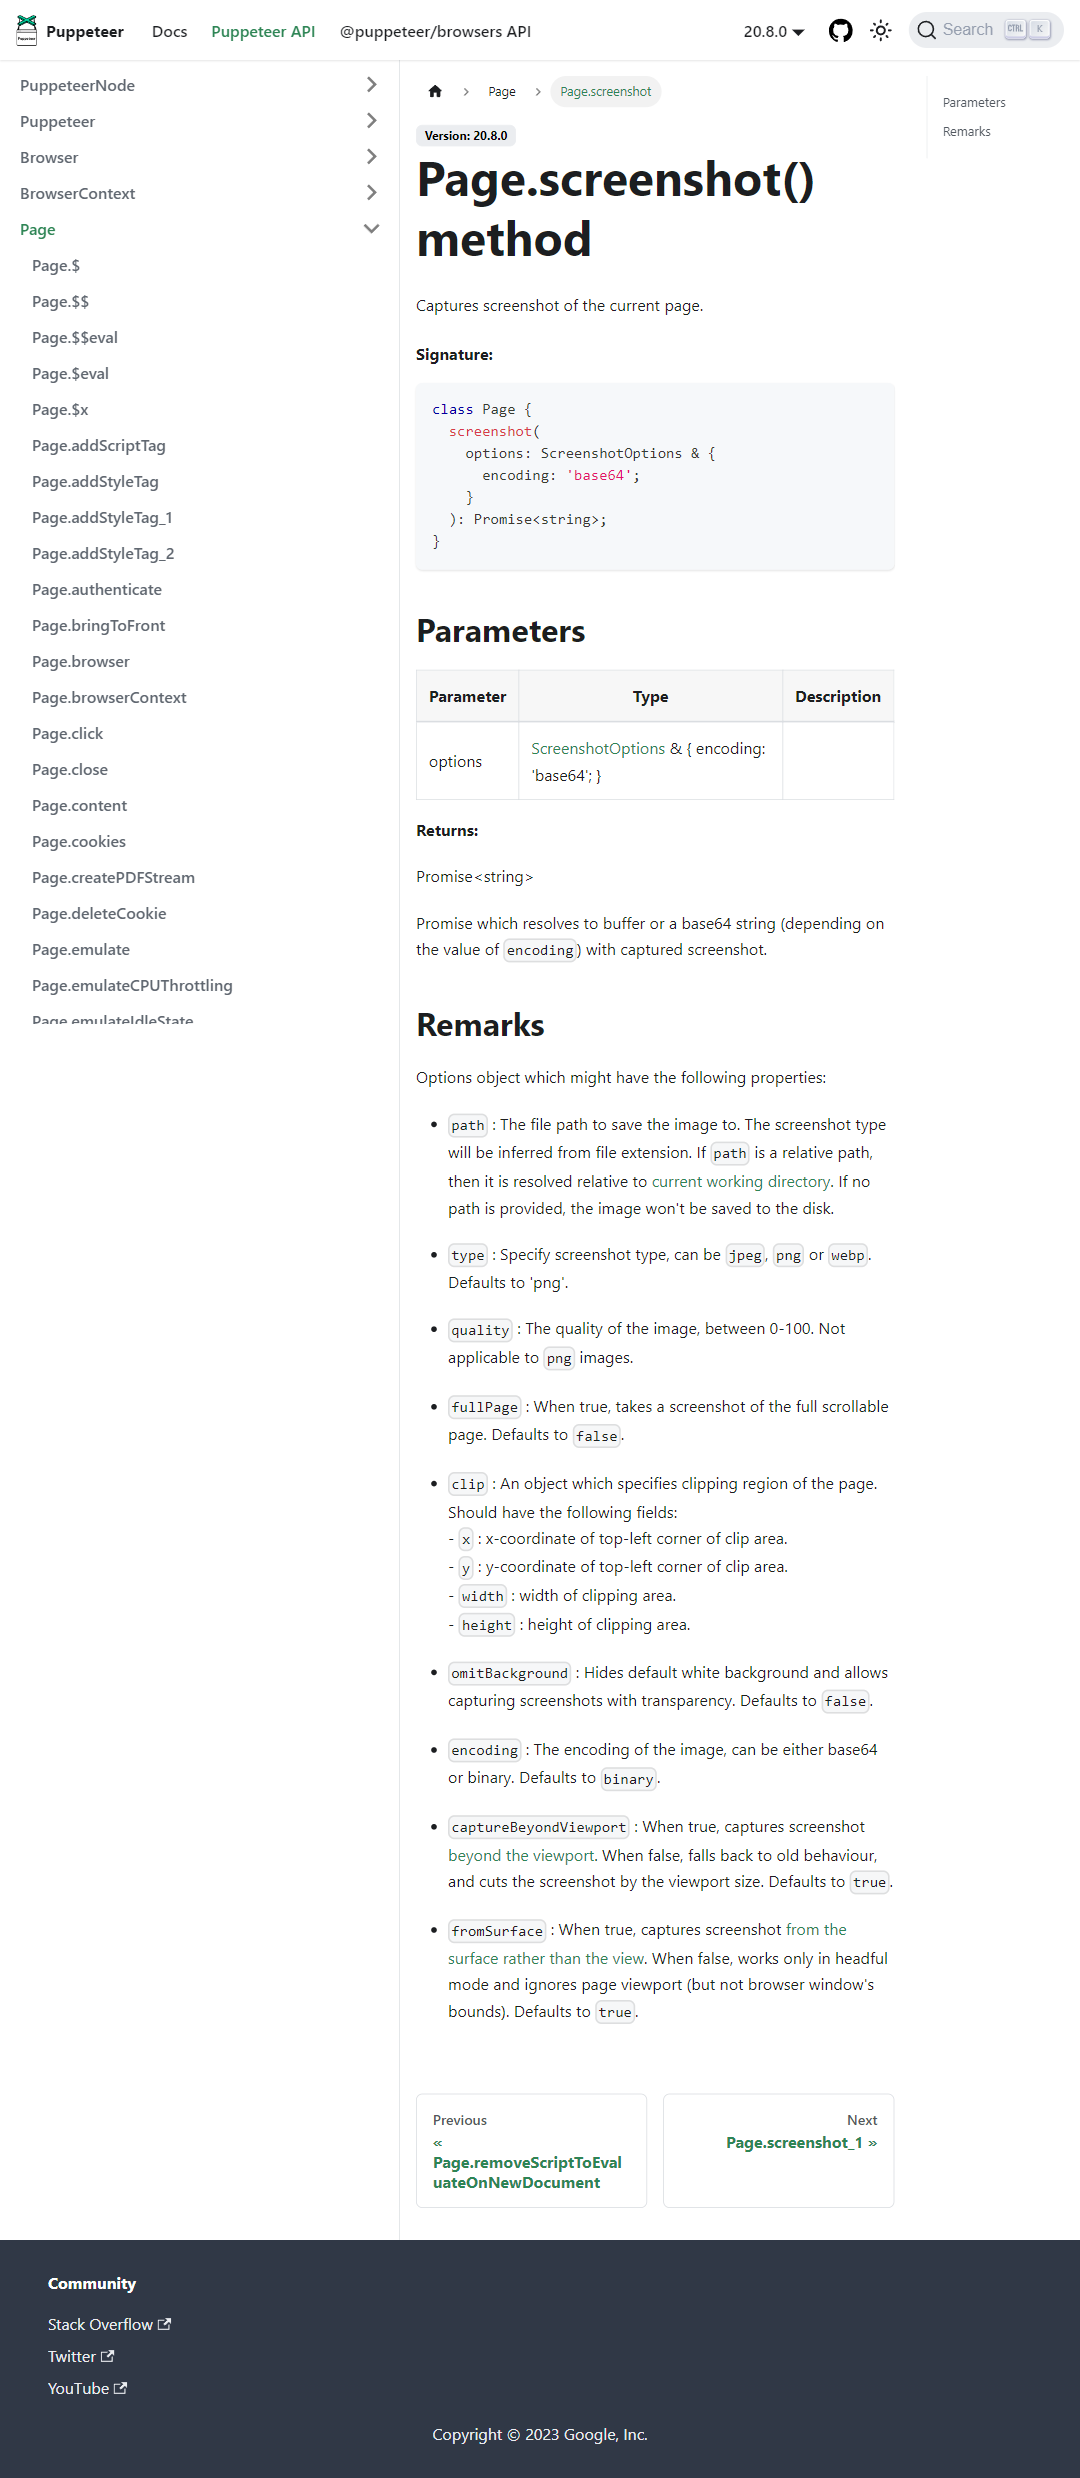 Puppeteer Docs Puppeteer API @puppeteer/browsers API 20.8.0 Search CTRL K
PuppeteerNode
Puppeteer
Browser
BrowserContext
Page
Page.$
Page.$$
Page.$$eval
Page.$eval
Page.$x
Page.addScriptTag
Page.addStyleTag
Page.addStyleTag_1
Page.addStyleTag_2
Page.authenticate
Page.bringToFront
Page.browser
Page.browserContext
Page.click
Page.close
Page.content
Page.cookies
Page.createPDFStream
Page.deleteCookie
Page.emulate
Page.emulateCPUThrottling
Page.emulateIdleState
Page Page.screenshot
Version: 20.8.0
Page.screenshot()
method
Captures screenshot of the current page.
Signature:
class Page {
  screenshot(
    options: ScreenshotOptions & {
      encoding: 'base64';
    }
  ): Promise<string>;
}
Parameters
Parameter Type Description
options ScreenshotOptions & { encoding:
'base64'; }
Returns:
Promise<string>
Promise which resolves to buffer or a base64 string (depending on
the value of encoding) with captured screenshot.
Remarks
Options object which might have the following properties:
• path : The file path to save the image to. The screenshot type
will be inferred from file extension. If path is a relative path,
then it is resolved relative to current working directory. If no
path is provided, the image won't be saved to the disk.
• type : Specify screenshot type, can be jpeg, png or webp.
Defaults to 'png'.
• quality : The quality of the image, between 0-100. Not
applicable to png images.
• fullPage : When true, takes a screenshot of the full scrollable
page. Defaults to false.
• clip : An object which specifies clipping region of the page.
Should have the following fields:
- x : x-coordinate of top-left corner of clip area.
- y : y-coordinate of top-left corner of clip area.
- width : width of clipping area.
- height : height of clipping area.
• omitBackground : Hides default white background and allows
capturing screenshots with transparency. Defaults to false.
• encoding : The encoding of the image, can be either base64
or binary. Defaults to binary.
• captureBeyondViewport : When true, captures screenshot
beyond the viewport. When false, falls back to old behaviour,
and cuts the screenshot by the viewport size. Defaults to true.
• fromSurface : When true, captures screenshot from the
surface rather than the view. When false, works only in headful
mode and ignores page viewport (but not browser window's
bounds). Defaults to true.
Previous
«
Page.removeScriptToEval
uateOnNewDocument
Next
Page.screenshot_1 »
Parameters
Remarks
Community
Stack Overflow
Twitter
YouTube
Copyright © 2023 Google, Inc.